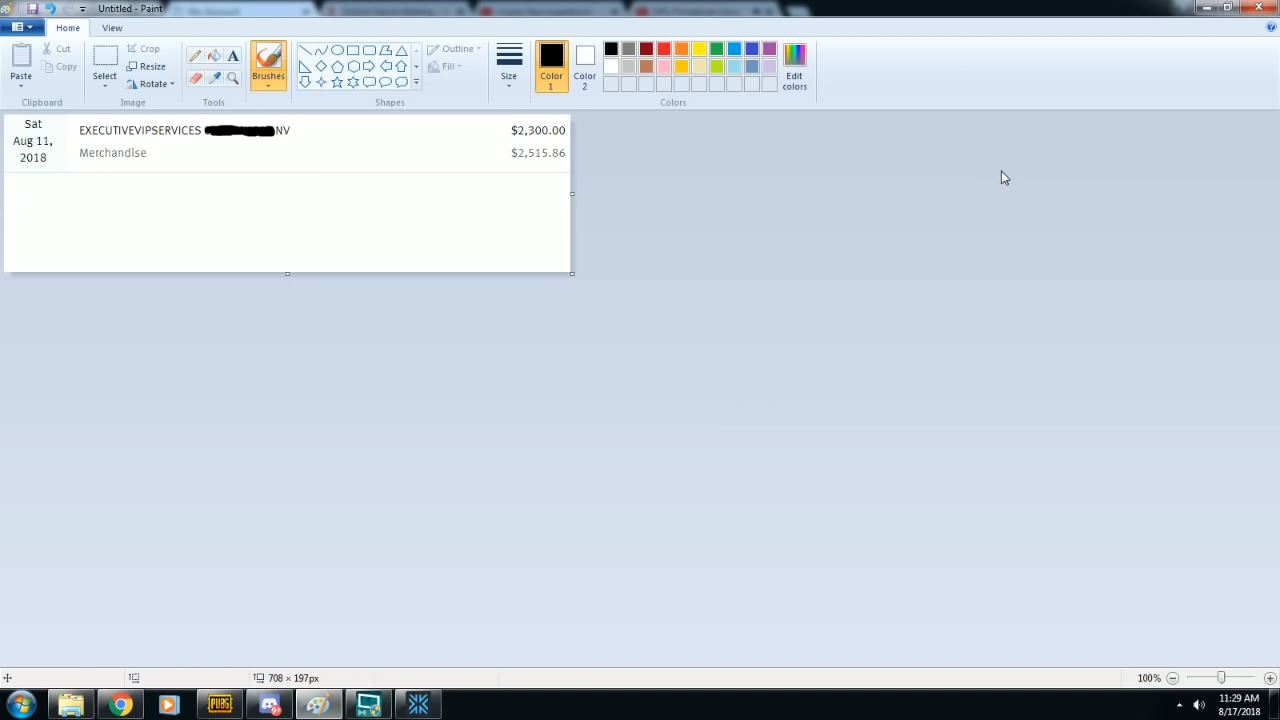 Untitled - Paint
Home
View
Paste
Cut
Copy
Clipboard
Select
Crop
Resize
Rotate
Image
A
Tools
Brushes
Outline
Fill
Shapes
Size
Color
1
Color
2
Edit
colors
Colors
Sat
Aug 11,
2018
EXECUTIVEVIPSERVICES NV
$2,300.00
Merchandise
$2,515.86
708 × 197px
100%
PUBG
11:29 AM
8/17/2018